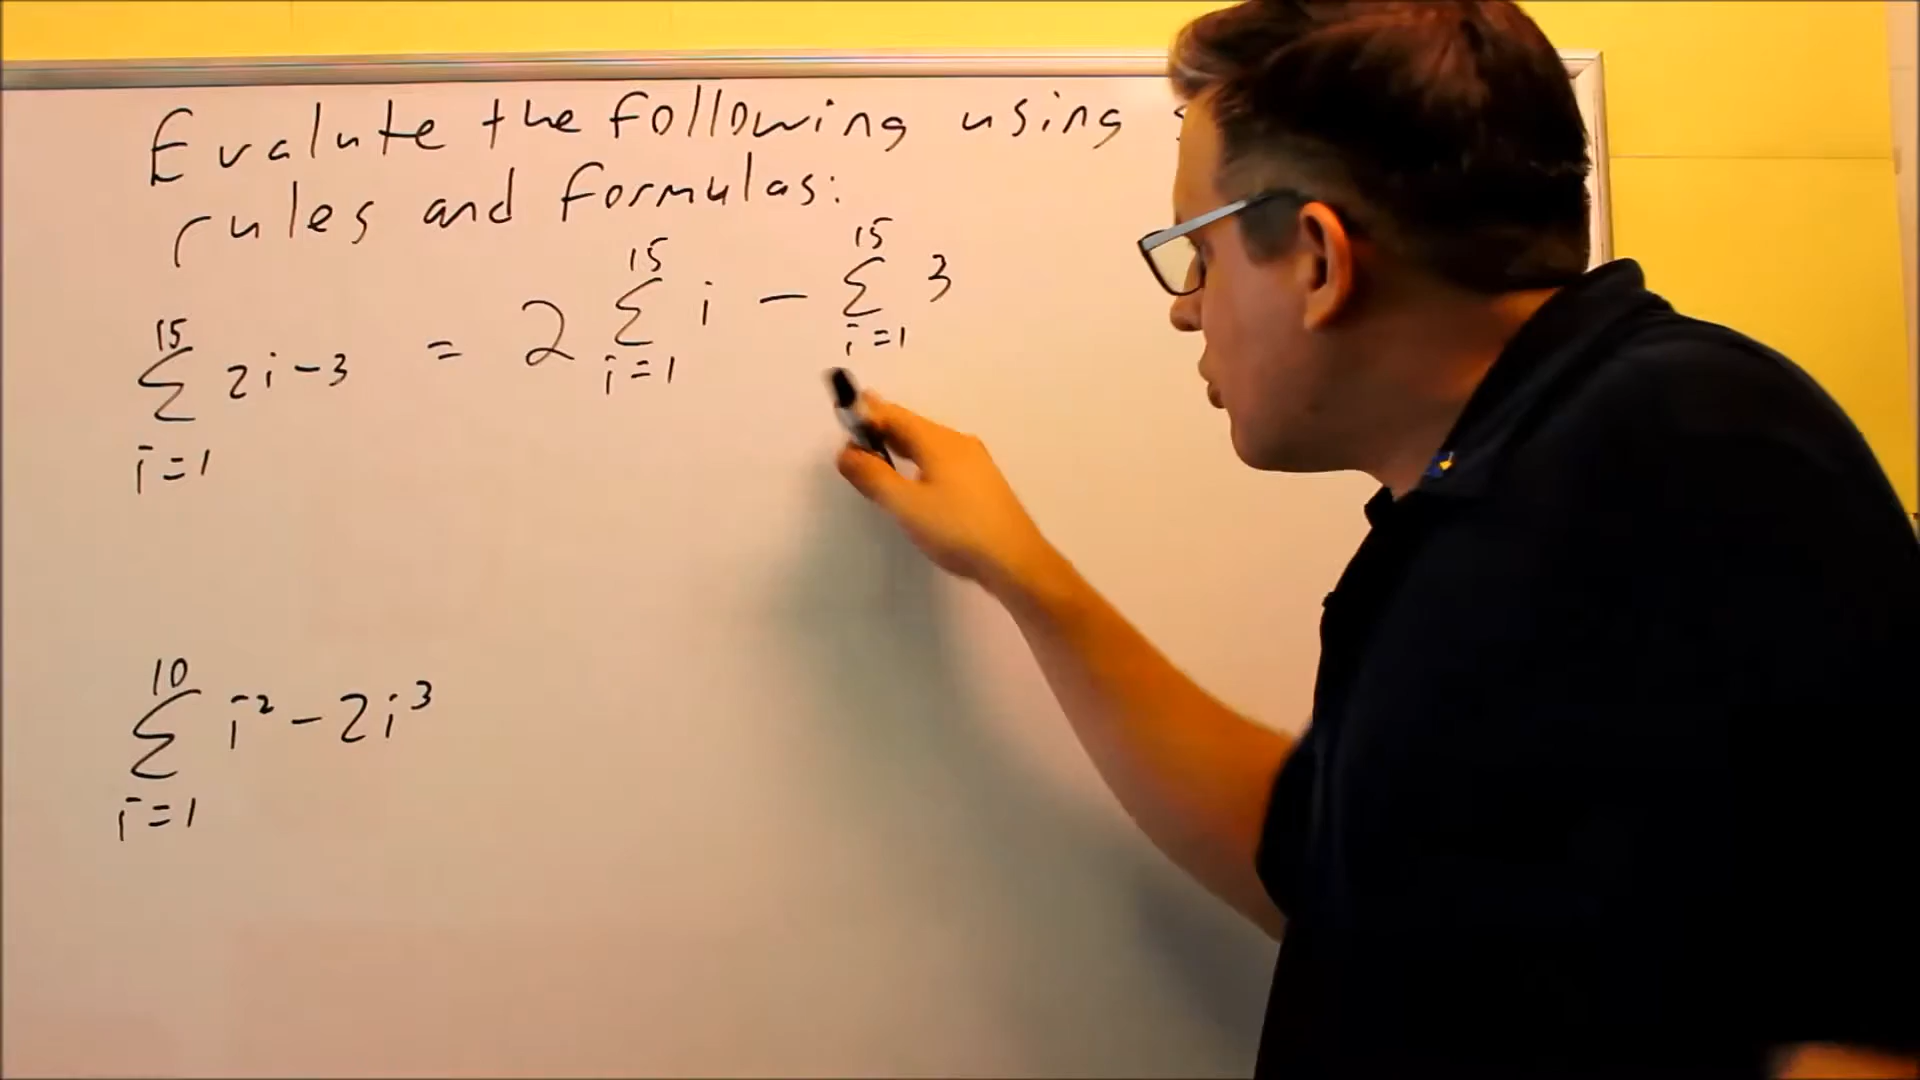 Evalute the following using
rules and formulas:
15 ∑ i=1 2i-3 = 2 15 ∑ i=1 i - 15 ∑ i=1 3
10 ∑ i=1 i² - 2i³